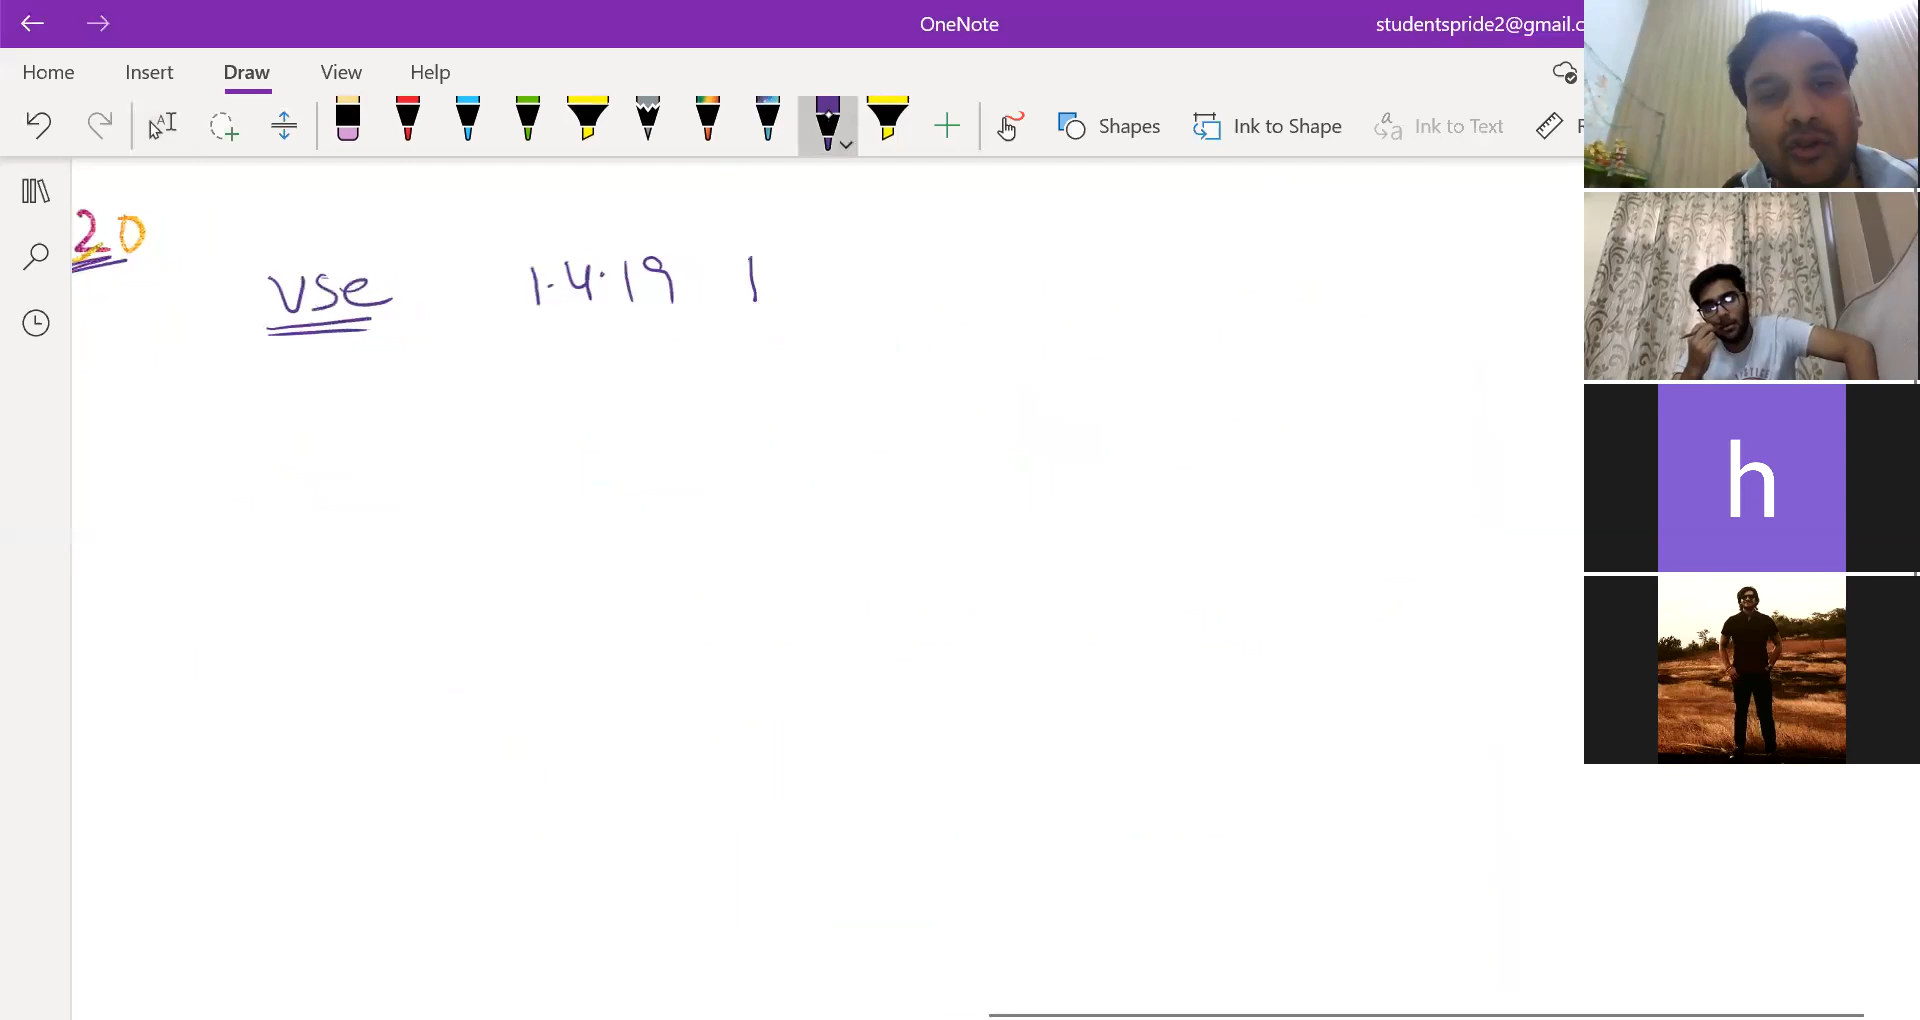 OneNote
studentspride2@gmail.c
Home Insert Draw View Help
Shapes Ink to Shape Ink to Text
20
vse 1.4.19 1
h